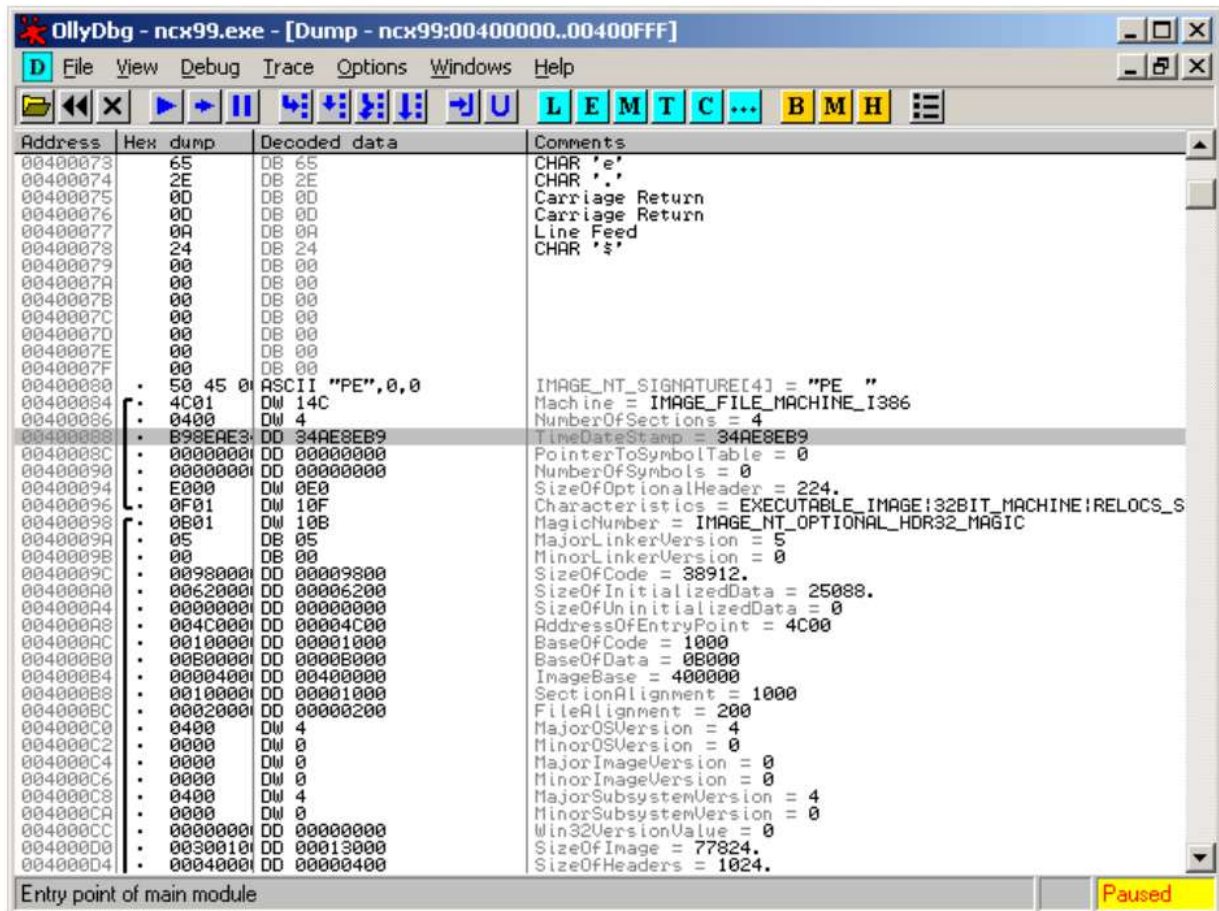 OllyDbg - ncx99.exe - [Dump - ncx99:00400000..00400FFF]
D File View Debug Trace Options Windows Help
U L E M T C ... B M H
Address Hex dump Decoded data Comments
00400073 65 DB 65 CHAR 'e'
00400074 2E DB 2E CHAR '.'
00400075 0D DB 0D Carriage Return
00400076 0D DB 0D Carriage Return
00400077 0A DB 0A Line Feed
00400078 24 DB 24 CHAR '$'
00400079 00 DB 00
0040007A 00 DB 00
0040007B 00 DB 00
0040007C 00 DB 00
0040007D 00 DB 00
0040007E 00 DB 00
0040007F 00 DB 00
00400080 . 50 45 0 ASCII "PE",0,0 IMAGE_NT_SIGNATURE[4] = "PE  "
00400084 . 4C01 DW 14C Machine = IMAGE_FILE_MACHINE_I386
00400086 . 0400 DW 4 NumberOfSections = 4
00400088 . B98EAE3 DD 34AE8EB9 TimeDateStamp = 34AE8EB9
0040008C . 0000000 DD 00000000 PointerToSymbolTable = 0
00400090 . 0000000 DD 00000000 NumberOfSymbols = 0
00400094 . E000 DW 0E0 SizeOfOptionalHeader = 224.
00400096 . 0F01 DW 10F Characteristics = EXECUTABLE_IMAGE|32BIT_MACHINE|RELOCS_S
00400098 . 0B01 DW 10B MagicNumber = IMAGE_NT_OPTIONAL_HDR32_MAGIC
0040009A . 05 DB 05 MajorLinkerVersion = 5
0040009B . 00 DB 00 MinorLinkerVersion = 0
0040009C . 0098000 DD 00009800 SizeOfCode = 38912.
004000A0 . 0062000 DD 00006200 SizeOfInitializedData = 25088.
004000A4 . 0000000 DD 00000000 SizeOfUninitializedData = 0
004000A8 . 004C000 DD 00004C00 AddressOfEntryPoint = 4C00
004000AC . 0010000 DD 00001000 BaseOfCode = 1000
004000B0 . 00B0000 DD 0000B000 BaseOfData = 0B000
004000B4 . 0000400 DD 00400000 ImageBase = 400000
004000B8 . 0010000 DD 00001000 SectionAlignment = 1000
004000BC . 0002000 DD 00000200 FileAlignment = 200
004000C0 . 0400 DW 4 MajorOSVersion = 4
004000C2 . 0000 DW 0 MinorOSVersion = 0
004000C4 . 0000 DW 0 MajorImageVersion = 0
004000C6 . 0000 DW 0 MinorImageVersion = 0
004000C8 . 0400 DW 4 MajorSubsystemVersion = 4
004000CA . 0000 DW 0 MinorSubsystemVersion = 0
004000CC . 0000000 DD 00000000 Win32VersionValue = 0
004000D0 . 0030010 DD 00013000 SizeOfImage = 77824.
004000D4 . 0004000 DD 00000400 SizeOfHeaders = 1024.
Entry point of main module Paused